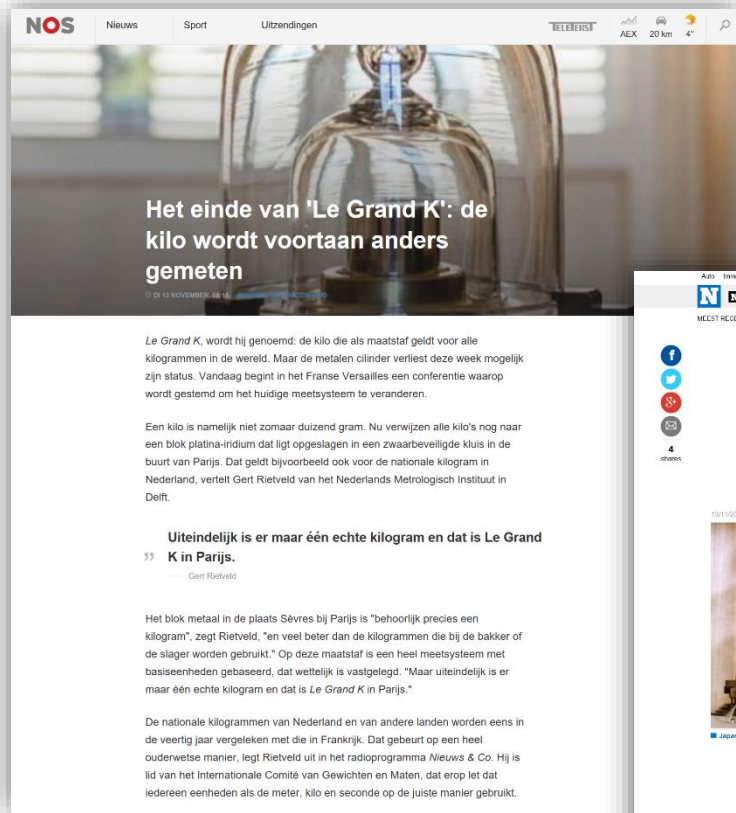 NOS Nieuws Sport Uitzendingen TELETEKST AEX 20 km 4°
Het einde van 'Le Grand K': de
kilo wordt voortaan anders
gemeten
DI 13 NOVEMBER,
Le Grand K, wordt hij genoemd: de kilo die als maatstaf geldt voor alle
kilogrammen in de wereld. Maar de metalen cilinder verliest deze week mogelijk
zijn status. Vandaag begint in het Franse Versailles een conferentie waarop
wordt gestemd om het huidige meetsysteem te veranderen.
Een kilo is namelijk niet zomaar duizend gram. Nu verwijzen alle kilo's nog naar
een blok platina-iridium dat ligt opgeslagen in een zwaarbeveiligde kluis in de
buurt van Parijs. Dat geldt bijvoorbeeld ook voor de nationale kilogram in
Nederland, vertelt Gert Rietveld van het Nederlands Metrologisch Instituut in
Delft.
Uiteindelijk is er maar één echte kilogram en dat is Le Grand
” K in Parijs.
— Gert Rietveld
Het blok metaal in de plaats Sèvres bij Parijs is "behoorlijk precies een
kilogram", zegt Rietveld, "en veel beter dan de kilogrammen die bij de bakker of
de slager worden gebruikt." Op deze maatstaf is een heel meetsysteem met
basiseenheden gebaseerd, dat wettelijk is vastgelegd. "Maar uiteindelijk is er
maar één echte kilogram en dat is Le Grand K in Parijs."
De nationale kilogrammen van Nederland en van andere landen worden eens in
de veertig jaar vergeleken met die in Frankrijk. Dat gebeurt op een heel
ouderwetse manier, legt Rietveld uit in het radioprogramma Nieuws & Co. Hij is
lid van het Internationale Comité van Gewichten en Maten, dat erop let dat
iedereen eenheden als de meter, kilo en seconde op de juiste manier gebruikt.
Auto
N
MEEST
4
shares
13/11/20